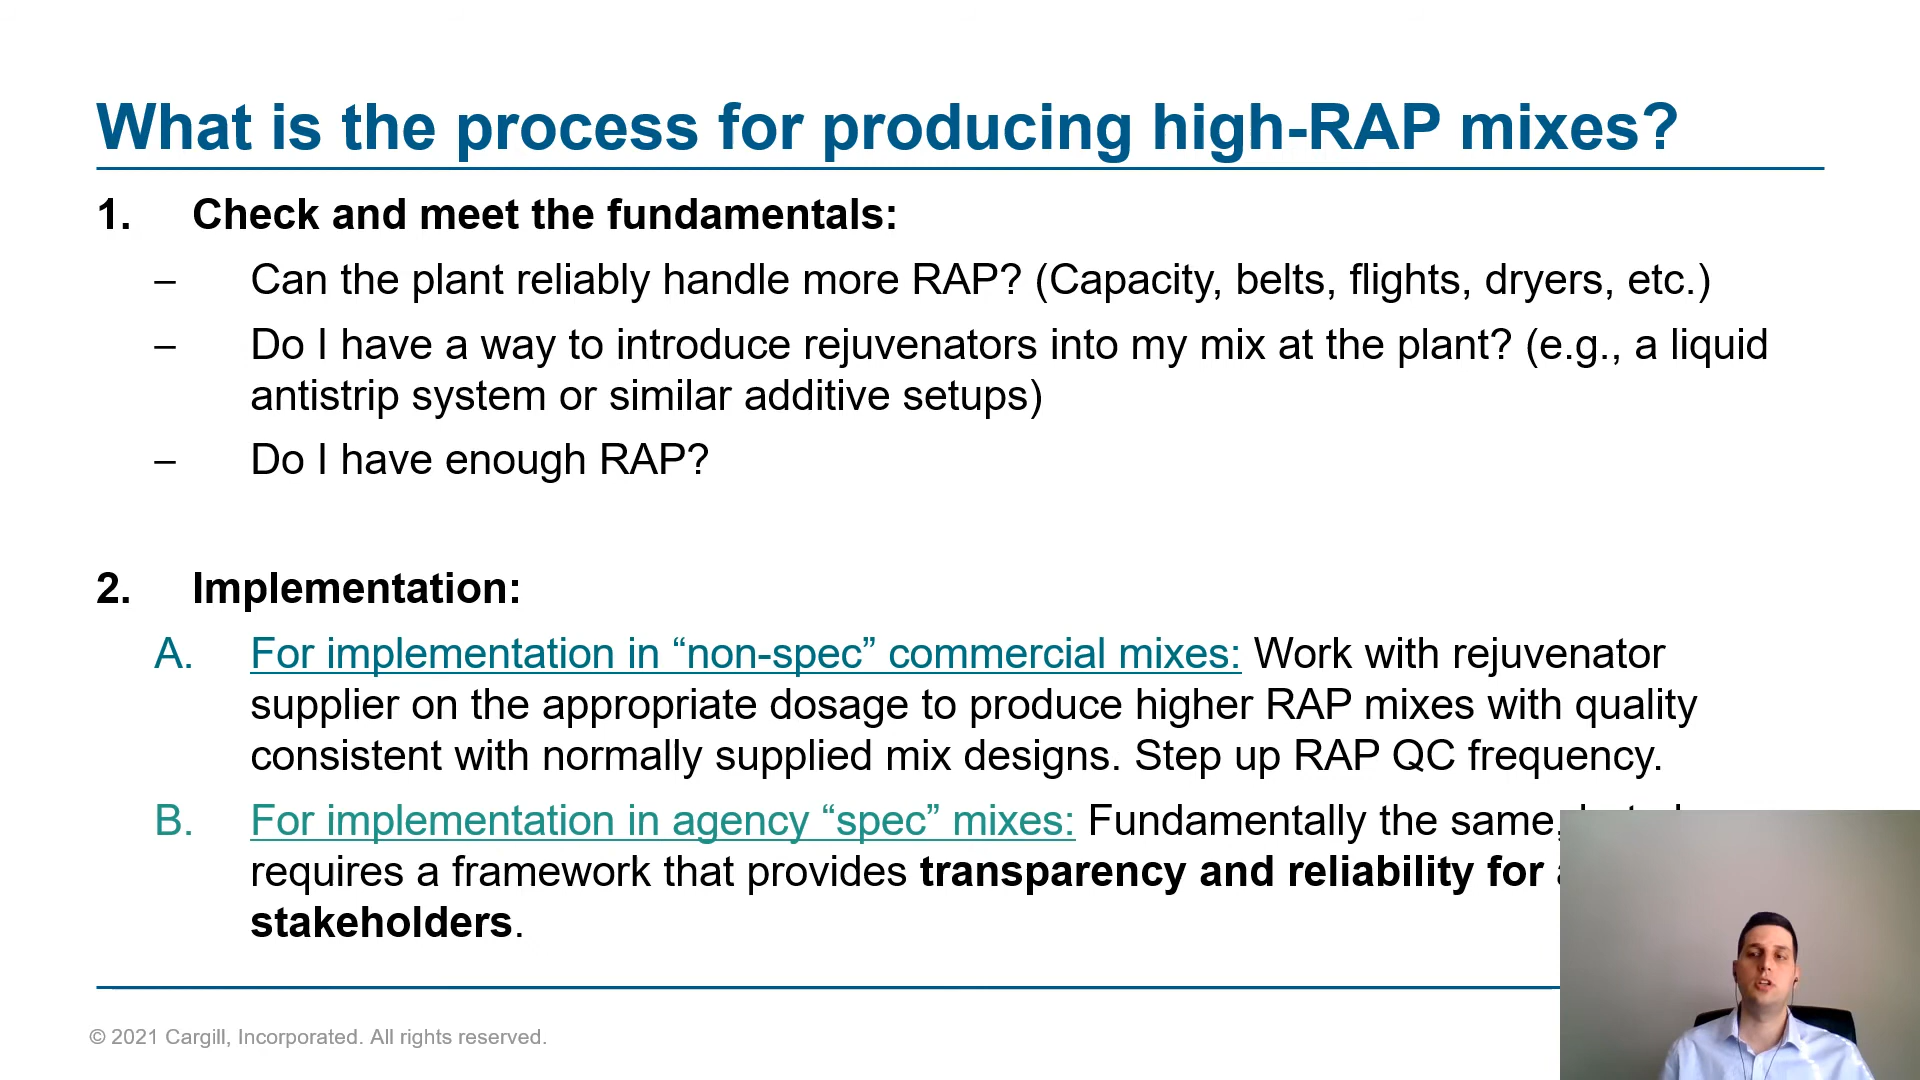 What is the process for producing high-RAP mixes?
1. Check and meet the fundamentals:
– Can the plant reliably handle more RAP? (Capacity, belts, flights, dryers, etc.)
– Do I have a way to introduce rejuvenators into my mix at the plant? (e.g., a liquid
antistrip system or similar additive setups)
– Do I have enough RAP?
2. Implementation:
A. For implementation in “non-spec” commercial mixes: Work with rejuvenator
supplier on the appropriate dosage to produce higher RAP mixes with quality
consistent with normally supplied mix designs. Step up RAP QC frequency.
B. For implementation in agency “spec” mixes: Fundamentally the same,
requires a framework that provides transparency and reliability for
stakeholders.
© 2021 Cargill, Incorporated. All rights reserved.